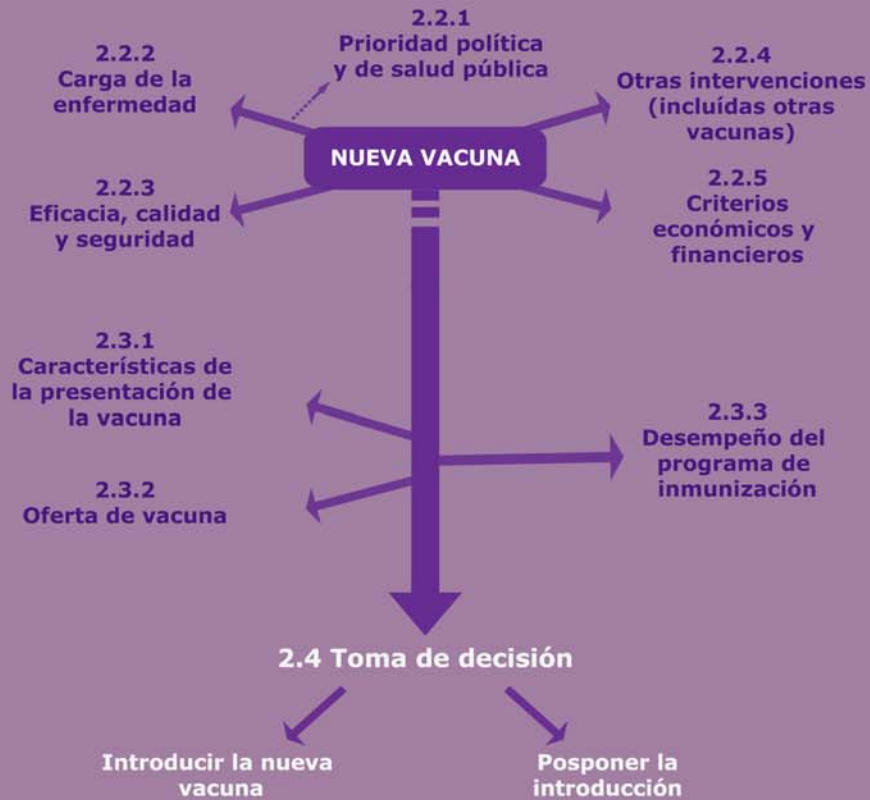 2.2.1
Prioridad política
y de salud pública
2.2.2
Carga de la
enfermedad
2.2.4
Otras intervenciones
(incluídas otras
vacunas)
NUEVA VACUNA
2.2.3
Eficacia, calidad
y seguridad
2.2.5
Criterios
económicos y
financieros
2.3.1
Características de
la presentación de
la vacuna
2.3.3
Desempeño del
programa de
inmunización
2.3.2
Oferta de vacuna
2.4 Toma de decisión
Introducir la nueva
vacuna
Posponer la
introducción